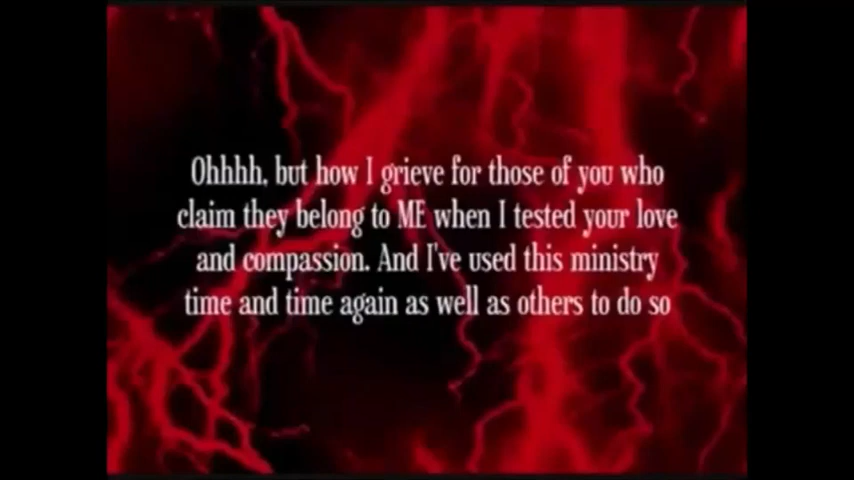 Ohhhh, but how I grieve for those of you who
claim they belong to ME when I tested your love
and compassion. And I've used this ministry
time and time again as well as others to do so